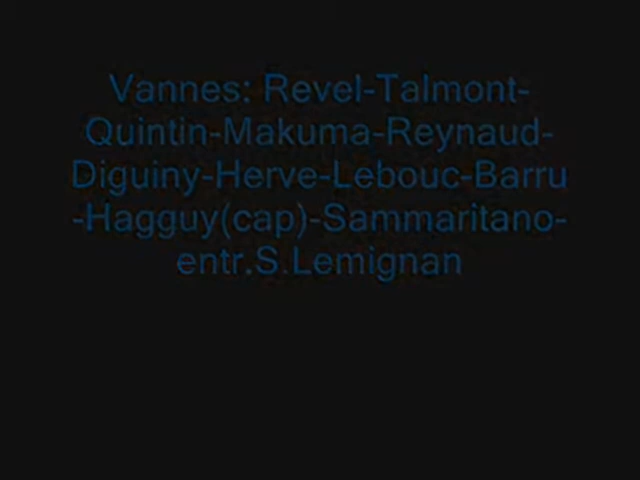 Vannes: Revel-Talmont-
Quintin-Makuma-Reynaud-
Diguiny-Herve-Lebouc-Barru
-Hagguy(cap)-Sammaritano-
entr.S.Lemignan